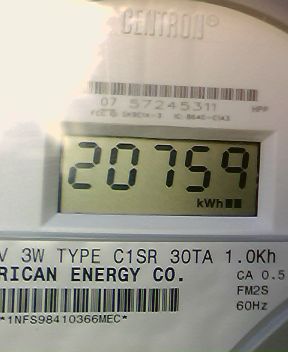 CENTRON®
07 57245311 HPP
20759
kWh
V 3W TYPE C1SR 30TA 1.0Kh
RICAN ENERGY CO. CA 0.5
FM2S
60Hz
*1NFS98410366MEC*